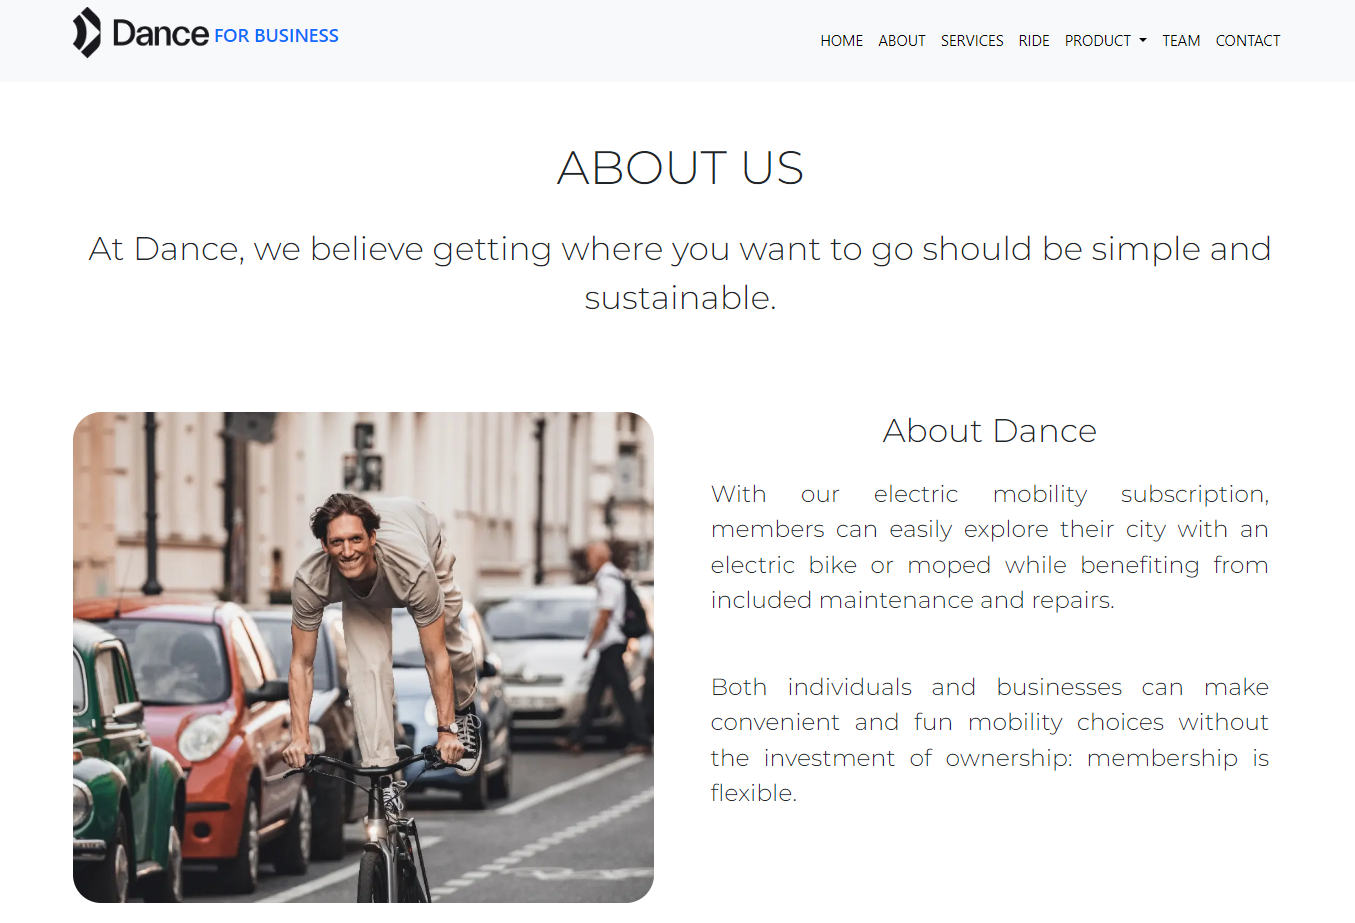 Dance FOR BUSINESS
HOME ABOUT SERVICES RIDE PRODUCT TEAM CONTACT
ABOUT US
At Dance, we believe getting where you want to go should be simple and
sustainable.
About Dance
With our electric mobility subscription,
members can easily explore their city with an
electric bike or moped while benefiting from
included maintenance and repairs.
Both individuals and businesses can make
convenient and fun mobility choices without
the investment of ownership: membership is
flexible.